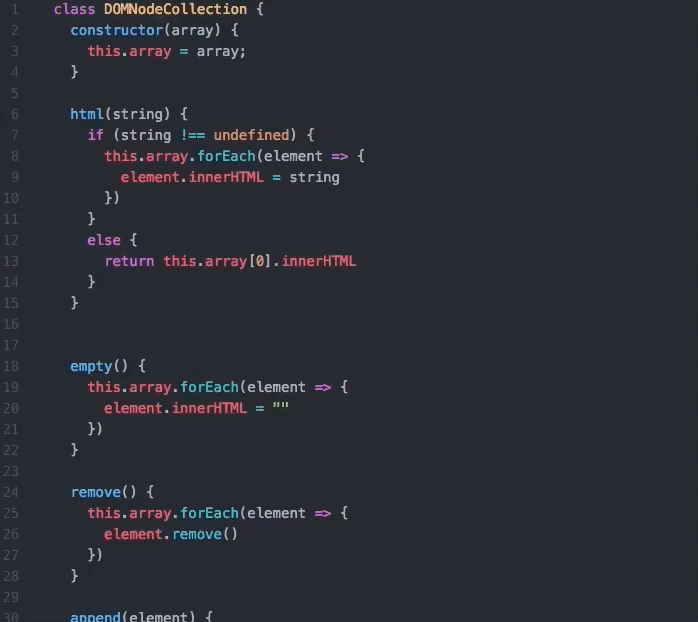 1 class DOMNodeCollection {
2 constructor(array) {
3 this.array = array;
4 }
5
6 html(string) {
7 if (string !== undefined) {
8 this.array.forEach(element => {
9 element.innerHTML = string
10 })
11 }
12 else {
13 return this.array[0].innerHTML
14 }
15 }
16
17
18 empty() {
19 this.array.forEach(element => {
20 element.innerHTML = ""
21 })
22 }
23
24 remove() {
25 this.array.forEach(element => {
26 element.remove()
27 })
28 }
29
30 append(element) {